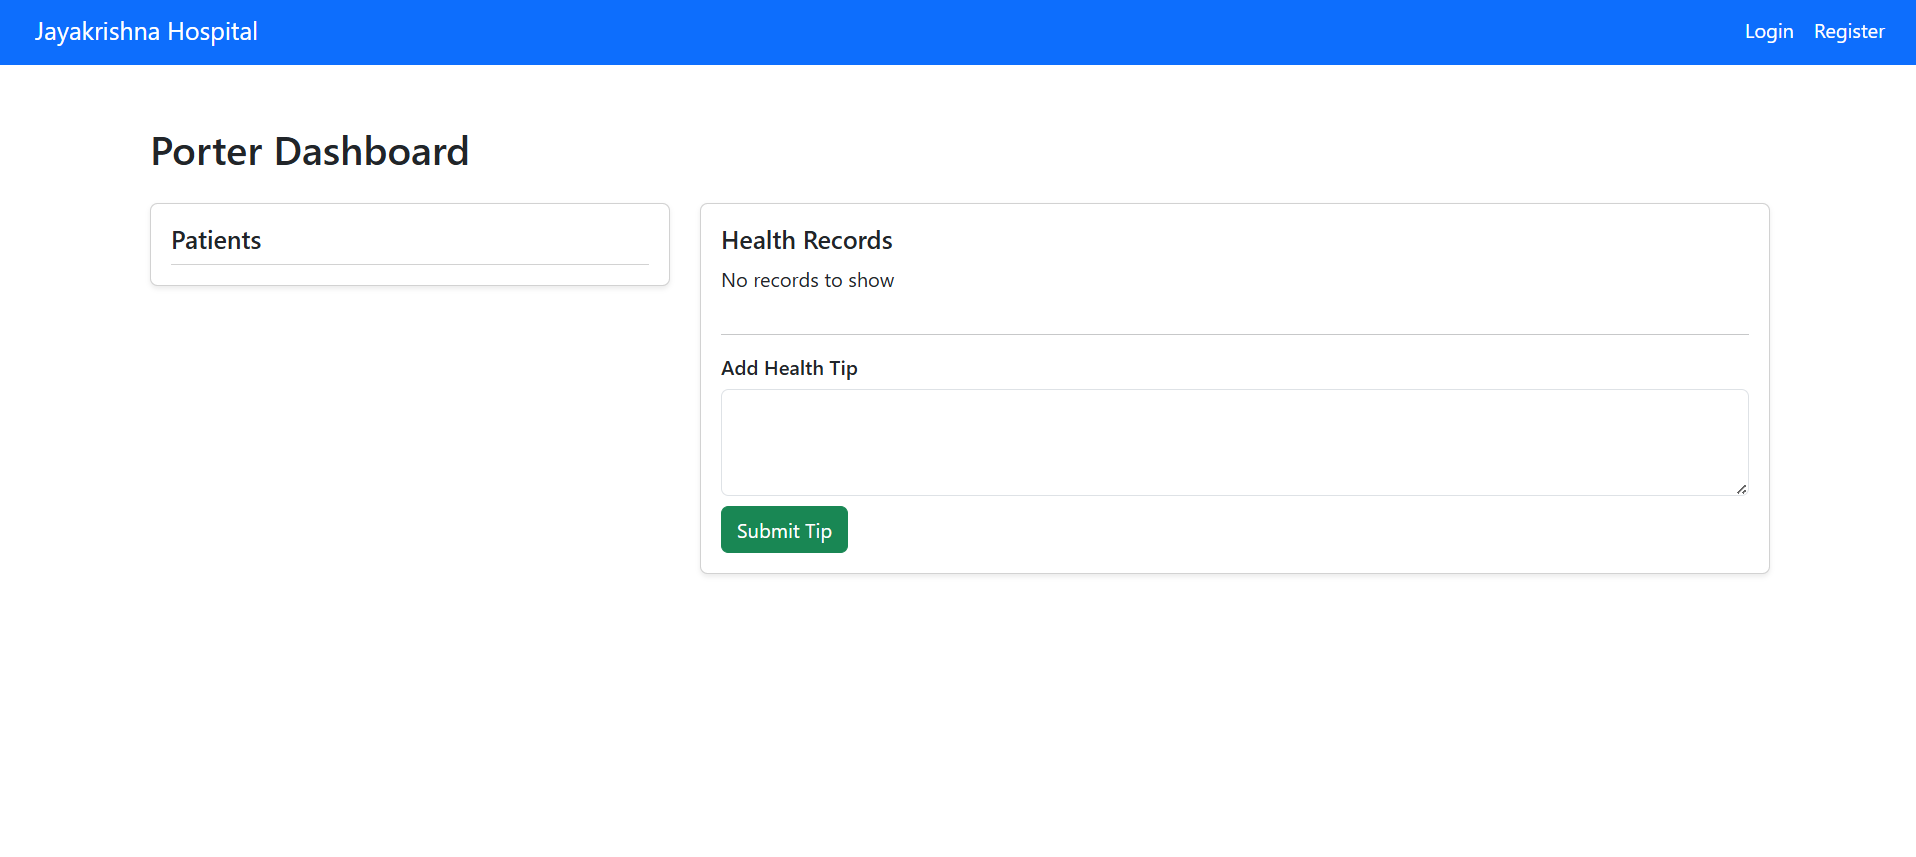 Jayakrishna Hospital
Login Register
Porter Dashboard
Patients
Health Records
No records to show
Add Health Tip
Submit Tip